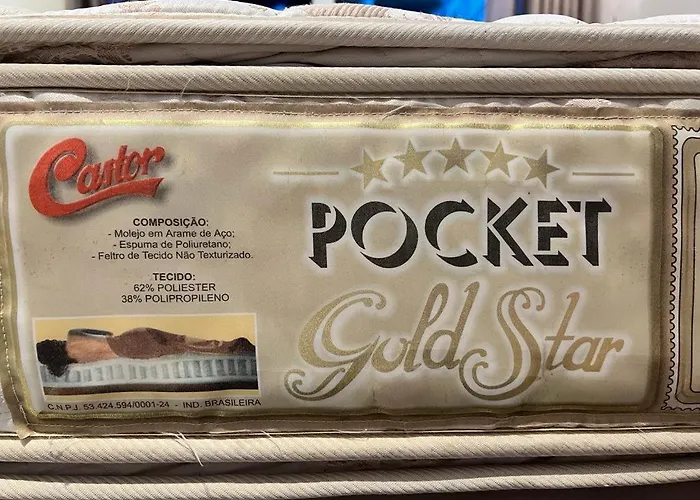 Castor
COMPOSIÇÃO:
- Molejo em Arame de Aço;
- Espuma de Poliuretano;
- Feltro de Tecido Não Texturizado.
TECIDO:
62% POLIESTER
38% POLIPROPILENO
C.N.P.J. 53.424.594/0001-24 - IND. BRASILEIRA
POCKET
Gold Star